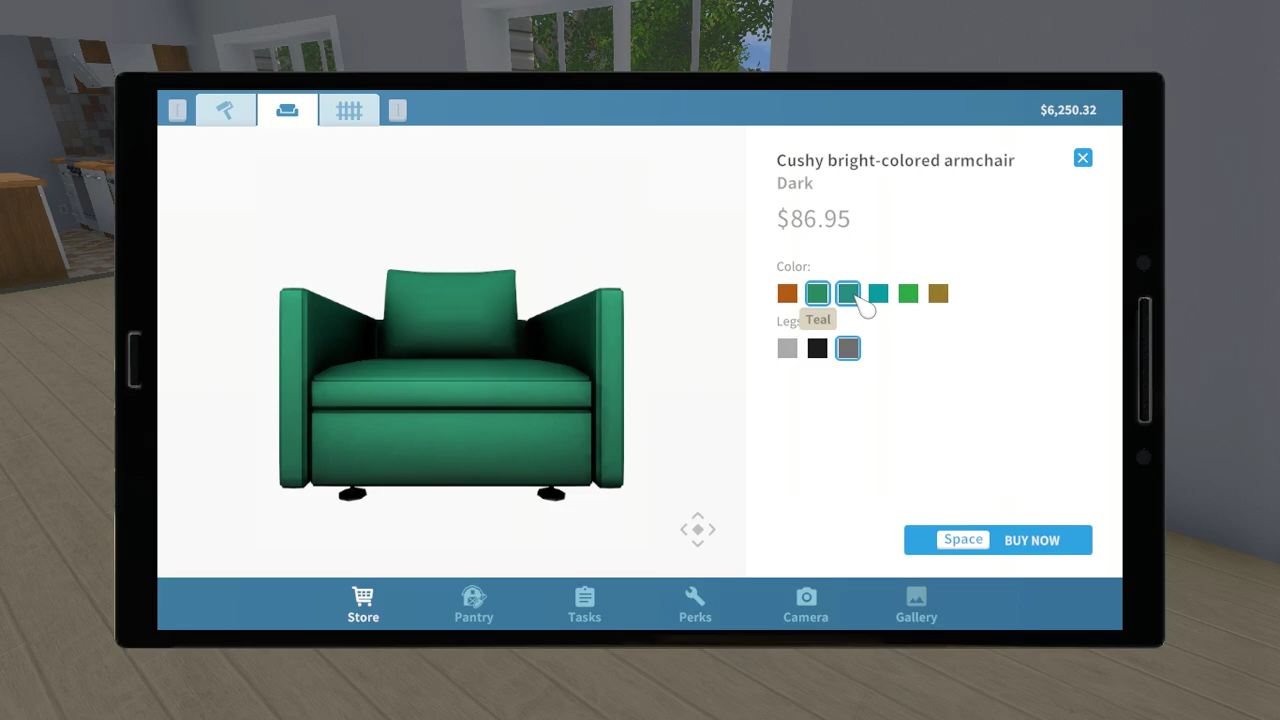 $6,250.32
Cushy bright-colored armchair
Dark
$86.95
Color:
Teal
Space BUY NOW
Store Pantry Tasks Perks Camera Gallery